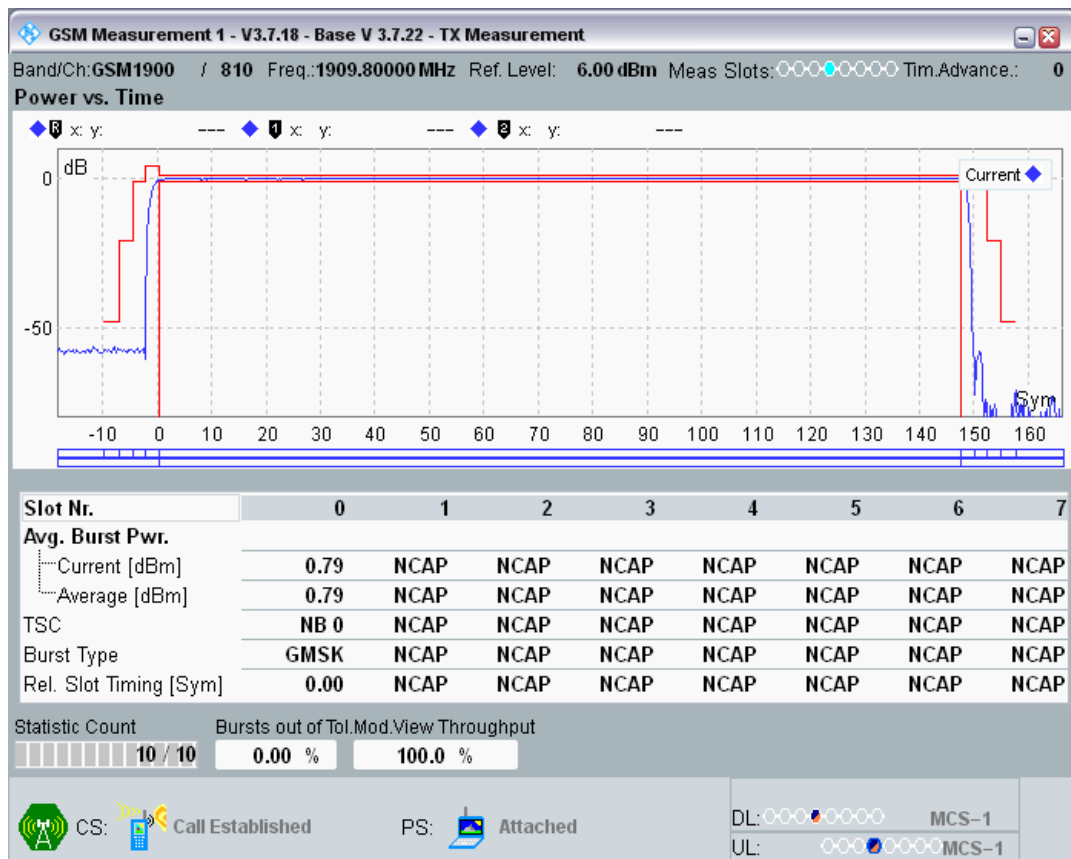 GSM Measurement 1 - V3.7.18 - Base V 3.7.22 - TX Measurement
Band/Ch:GSM1900 / 810 Freq.:1909.80000 MHz Ref. Level: 6.00 dBm Meas Slots: Tim.Advance.: 0
Power vs. Time
R x: y: --- 1 x: y: --- 2 x: y: ---
dB
Current
0
-50
Sym
-10 0 10 20 30 40 50 60 70 80 90 100 110 120 130 140 150 160
Slot Nr. 0 1 2 3 4 5 6 7
Avg. Burst Pwr.
Current [dBm] 0.79 NCAP NCAP NCAP NCAP NCAP NCAP NCAP
Average [dBm] 0.79 NCAP NCAP NCAP NCAP NCAP NCAP NCAP
TSC NB 0 NCAP NCAP NCAP NCAP NCAP NCAP NCAP
Burst Type GMSK NCAP NCAP NCAP NCAP NCAP NCAP NCAP
Rel. Slot Timing [Sym] 0.00 NCAP NCAP NCAP NCAP NCAP NCAP NCAP
Statistic Count Bursts out of Tol.Mod.View Throughput
10 / 10 0.00 % 100.0 %
CS: Call Established PS: Attached
DL: MCS-1
UL: MCS-1